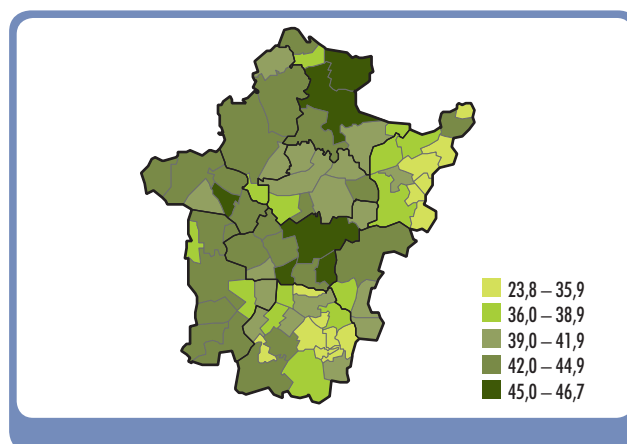 23,8 – 35,9
36,0 – 38,9
39,0 – 41,9
42,0 – 44,9
45,0 – 46,7